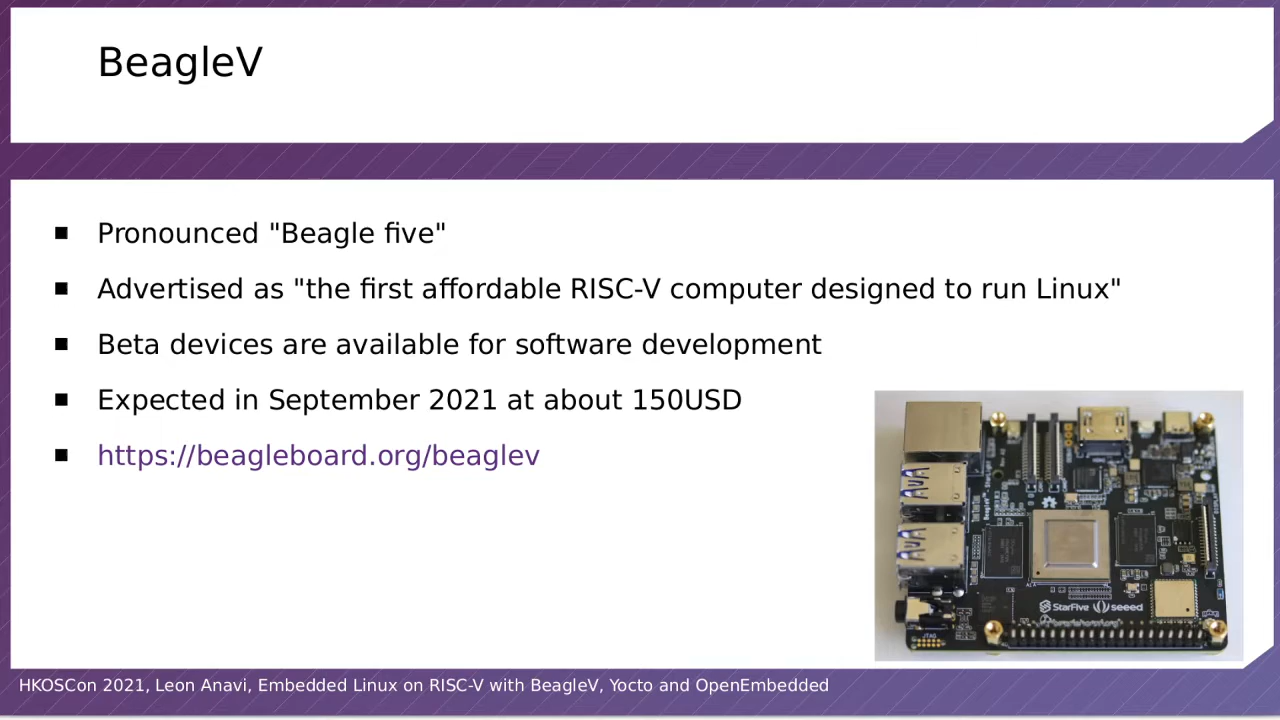 BeagleV
Pronounced "Beagle five"
Advertised as "the first affordable RISC-V computer designed to run Linux"
Beta devices are available for software development
Expected in September 2021 at about 150USD
https://beagleboard.org/beaglev
StarFive seeed
JTAG
HKOSCon 2021, Leon Anavi, Embedded Linux on RISC-V with BeagleV, Yocto and OpenEmbedded